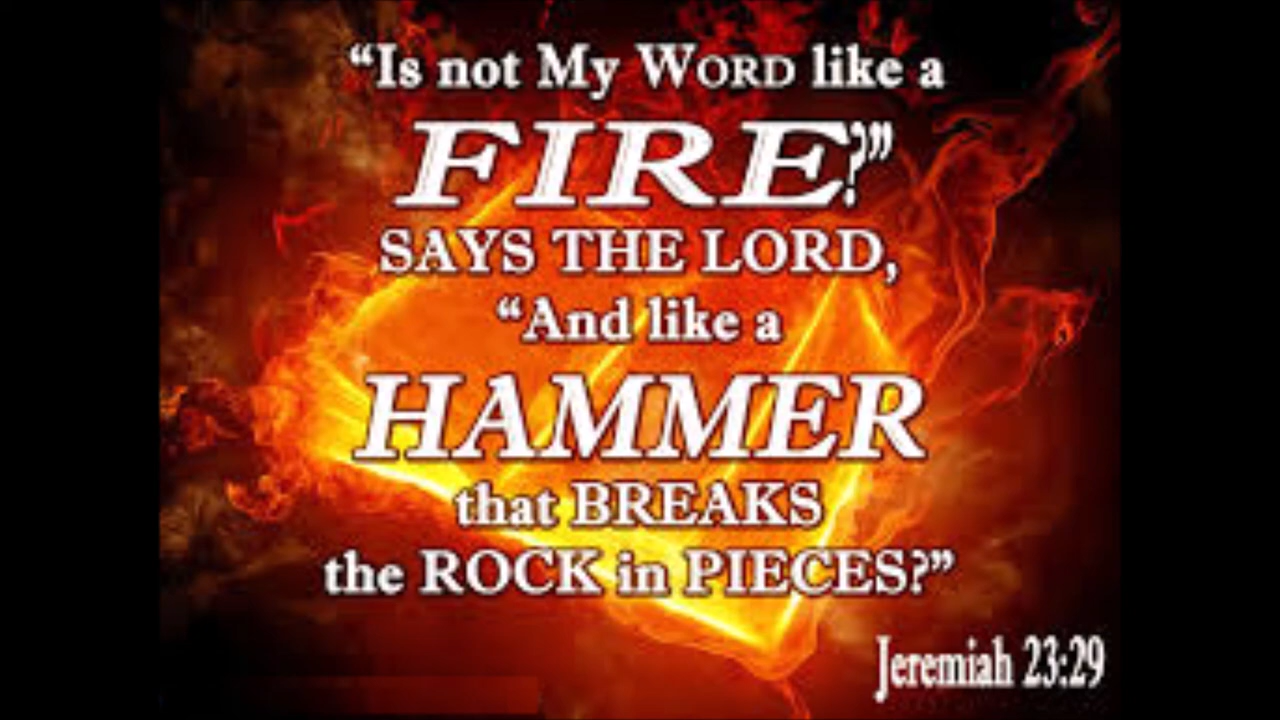 “Is not My WORD like a
FIRE?”
SAYS THE LORD,
“And like a
HAMMER
that BREAKS
the ROCK in PIECES?”
Jeremiah 23:29